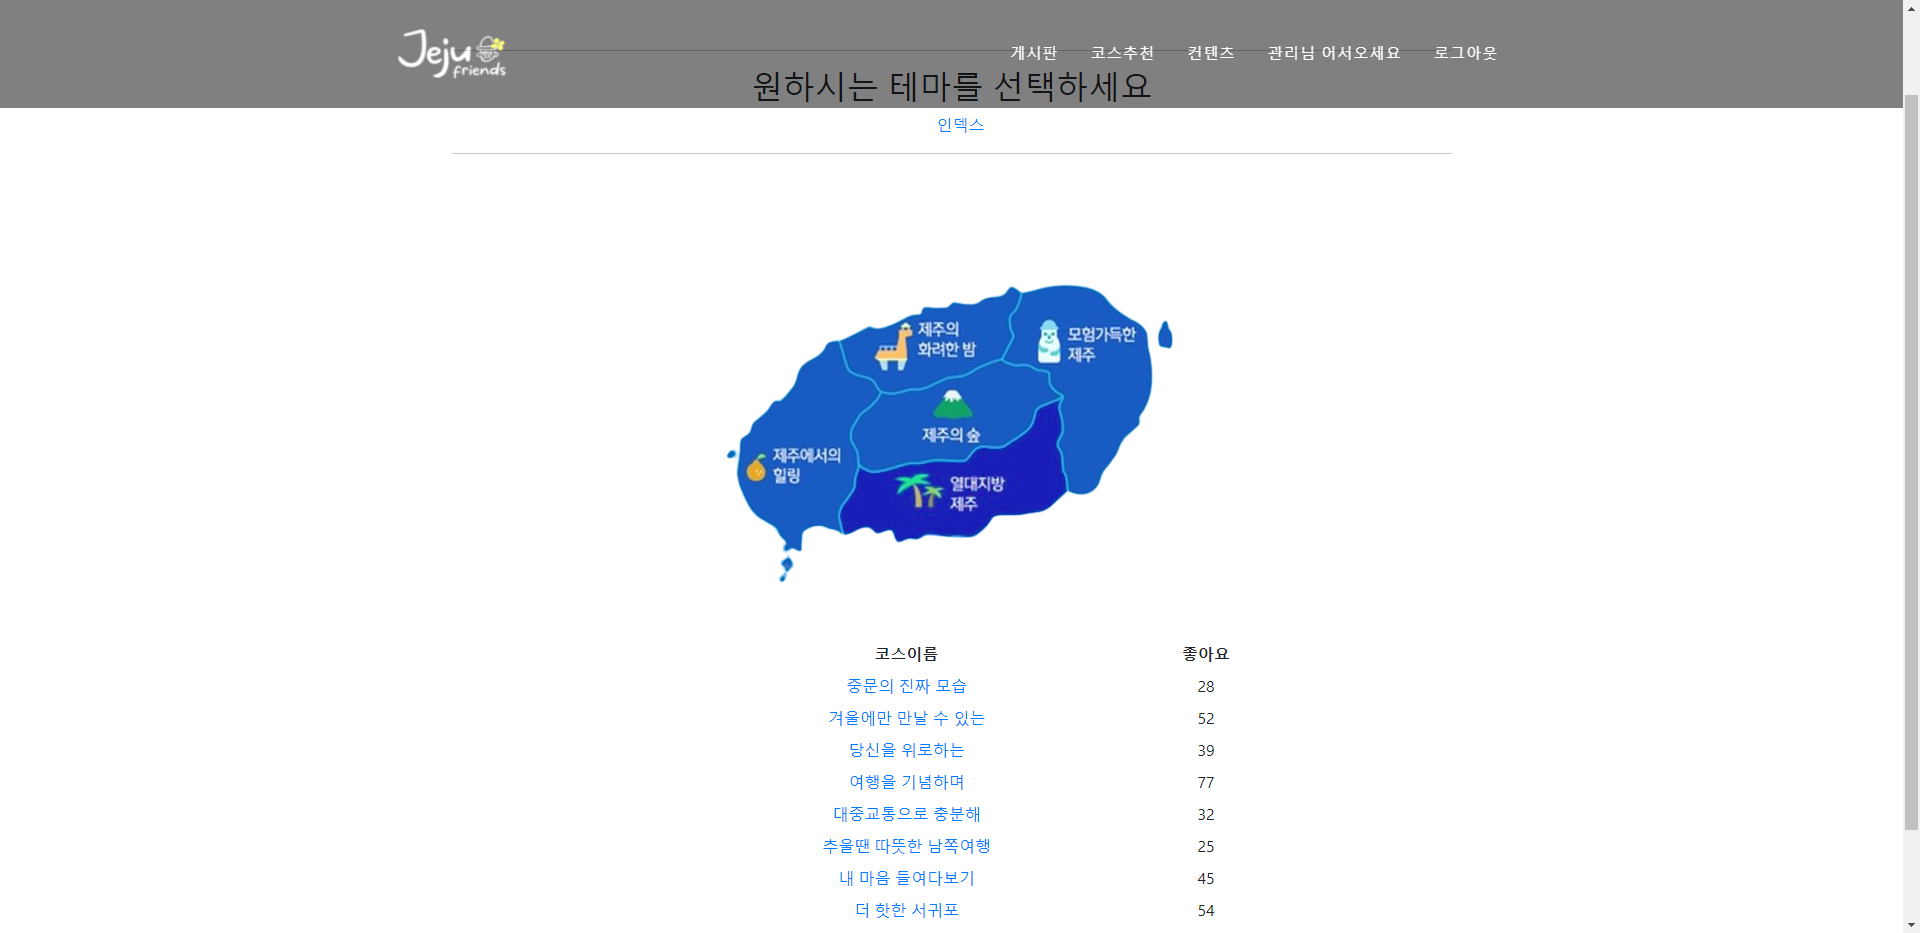 Jeju
friends
게시판 코스추천 컨텐츠 관리님 어서오세요 로그아웃
원하시는 테마를 선택하세요
인덱스
제주의
화려한 밤
모험가득한
제주
제주의 숲
제주에서의
힐링
열대지방
제주
코스이름 좋아요
중문의 진짜 모습 28
겨울에만 만날 수 있는 52
당신을 위로하는 39
여행을 기념하며 77
대중교통으로 충분해 32
추울땐 따뜻한 남쪽여행 25
내 마음 들여다보기 45
더 핫한 서귀포 54